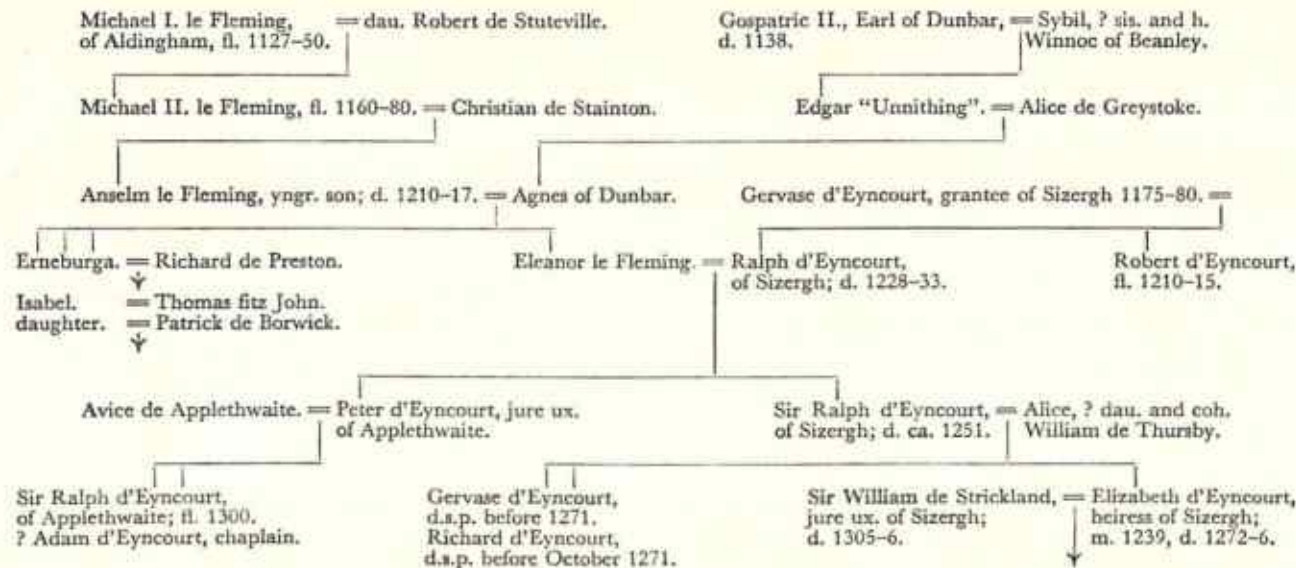 Michael I. le Fleming, = dau. Robert de Stuteville.
of Aldingham, fl. 1127–50.
Gospatric II., Earl of Dunbar, = Sybil, ? sis. and h.
d. 1138. Winnoc of Beanley.
Michael II. le Fleming, fl. 1160–80. = Christian de Stainton.
Edgar "Unnithing". = Alice de Greystoke.
Anselm le Fleming, yngr. son; d. 1210–17. = Agnes of Dunbar.
Gervase d'Eyncourt, grantee of Sizergh 1175–80. =
Erneburga. = Richard de Preston.
Isabel. = Thomas fitz John.
daughter. = Patrick de Borwick.
Eleanor le Fleming. = Ralph d'Eyncourt,
of Sizergh; d. 1228–33.
Robert d'Eyncourt,
fl. 1210–15.
Avice de Applethwaite. = Peter d'Eyncourt, jure ux.
of Applethwaite.
Sir Ralph d'Eyncourt, = Alice, ? dau. and coh.
of Sizergh; d. ca. 1251. William de Thursby.
Sir Ralph d'Eyncourt,
of Applethwaite; fl. 1300.
? Adam d'Eyncourt, chaplain.
Gervase d'Eyncourt,
d.s.p. before 1271.
Richard d'Eyncourt,
d.s.p. before October 1271.
Sir William de Strickland, = Elizabeth d'Eyncourt,
jure ux. of Sizergh; heiress of Sizergh;
d. 1305–6. m. 1239, d. 1272–6.